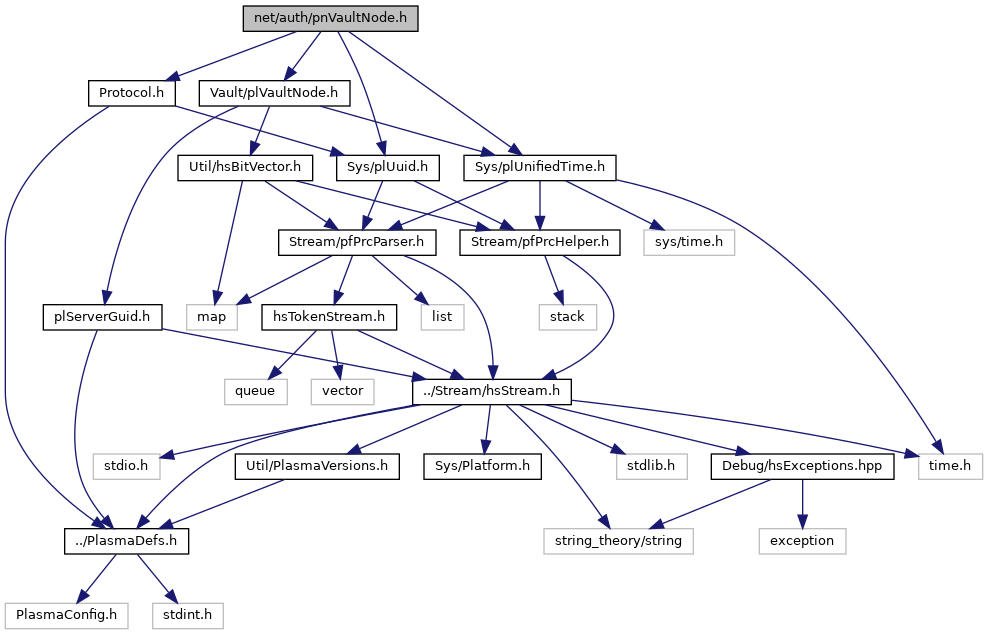 net/auth/pnVaultNode.h
Protocol.h
Vault/plVaultNode.h
Util/hsBitVector.h
Sys/plUuid.h
Sys/plUnifiedTime.h
Stream/pfPrcParser.h
Stream/pfPrcHelper.h
sys/time.h
plServerGuid.h
map
hsTokenStream.h
list
stack
queue
vector
../Stream/hsStream.h
stdio.h
Util/PlasmaVersions.h
Sys/Platform.h
stdlib.h
Debug/hsExceptions.hpp
time.h
../PlasmaDefs.h
string_theory/string
exception
PlasmaConfig.h
stdint.h